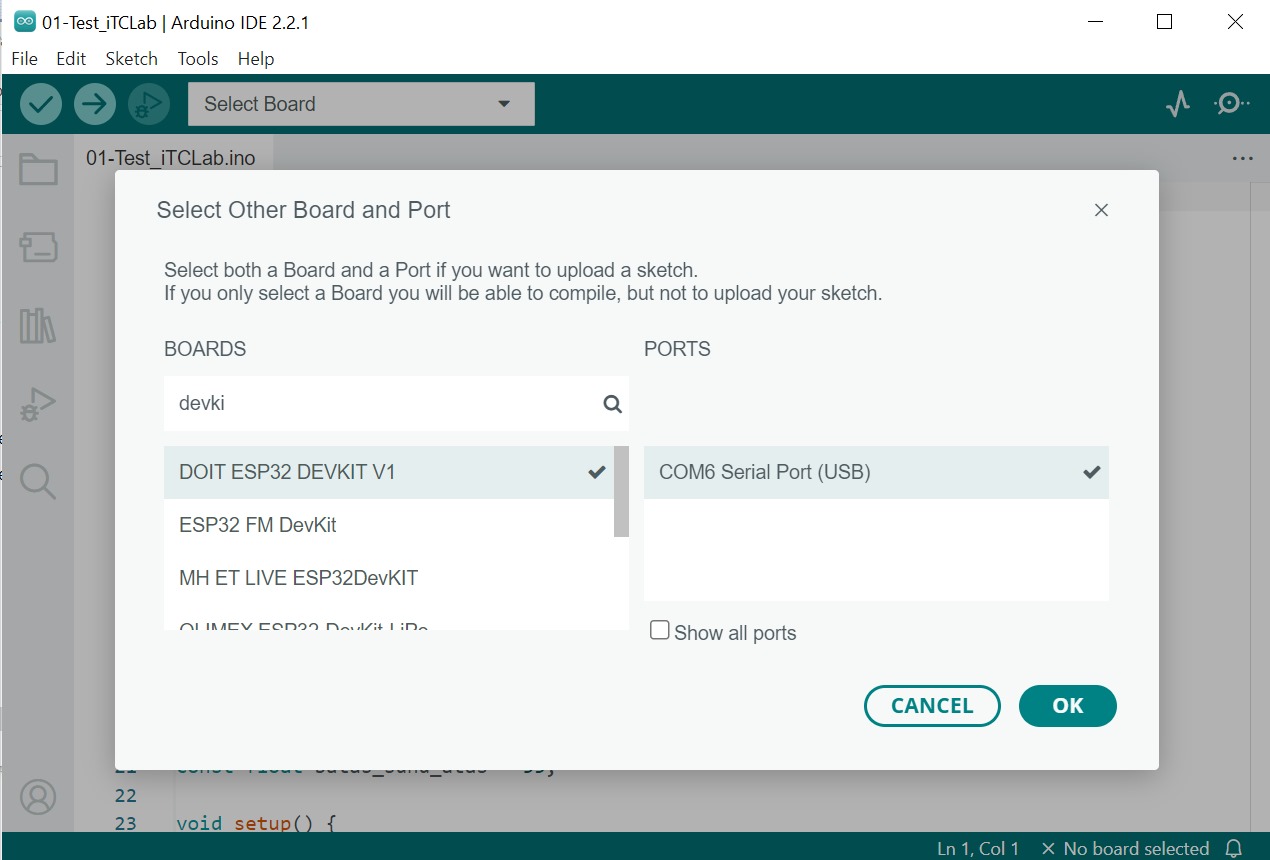 01-Test_iTCLab | Arduino IDE 2.2.1
File Edit Sketch Tools Help
Select Board
01-Test_iTCLab.ino
Select Other Board and Port
Select both a Board and a Port if you want to upload a sketch.
If you only select a Board you will be able to compile, but not to upload your sketch.
BOARDS
PORTS
devki
DOIT ESP32 DEVKIT V1
COM6 Serial Port (USB)
ESP32 FM DevKit
MH ET LIVE ESP32DevKIT
OLIMEX ESP32-DevKit-LiPo
Show all ports
CANCEL
OK
22
23 void setup() {
Ln 1, Col 1 No board selected